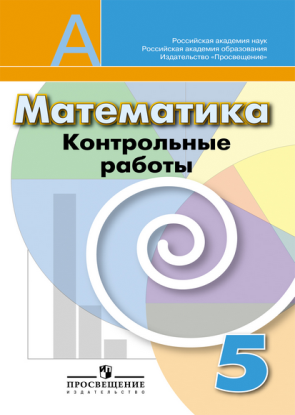 А
Российская академия наук
Российская академия образования
Издательство «Просвещение»
Математика
Контрольные
работы
5
ПРОСВЕЩЕНИЕ
ИЗДАТЕЛЬСТВО